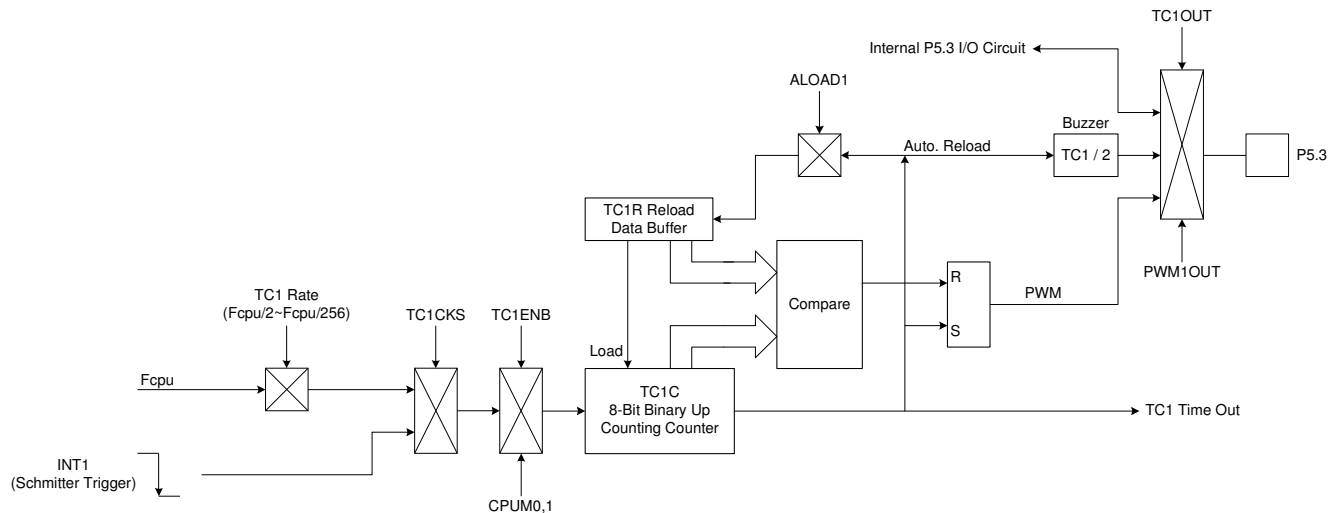 TC1OUT
Internal P5.3 I/O Circuit
ALOAD1
Buzzer
Auto. Reload
TC1 / 2
P5.3
TC1R Reload
Data Buffer
PWM1OUT
TC1 Rate
(Fcpu/2~Fcpu/256)
TC1CKS
TC1ENB
Compare
R
PWM
S
Load
Fcpu
TC1C
8-Bit Binary Up
Counting Counter
TC1 Time Out
INT1
(Schmitter Trigger)
CPUM0,1